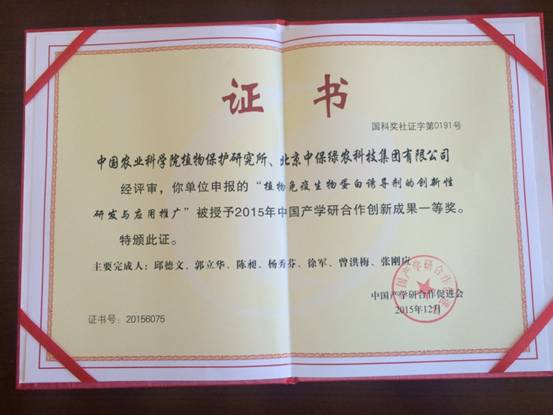 证 书
国科奖社证字第0191号
中国农业科学院植物保护研究所、北京中保绿农科技集团有限公司
经评审,你单位申报的“植物免疫生物蛋白诱导剂的创新性
研发与应用推广”被授予2015年中国产学研合作创新成果一等奖。
特颁此证。
主要完成人:邱德文、郭立华、陈昶、杨秀芬、徐军、曾洪梅、张刚应
中国产学研合作促进会
2015年12月
证书号:20156075